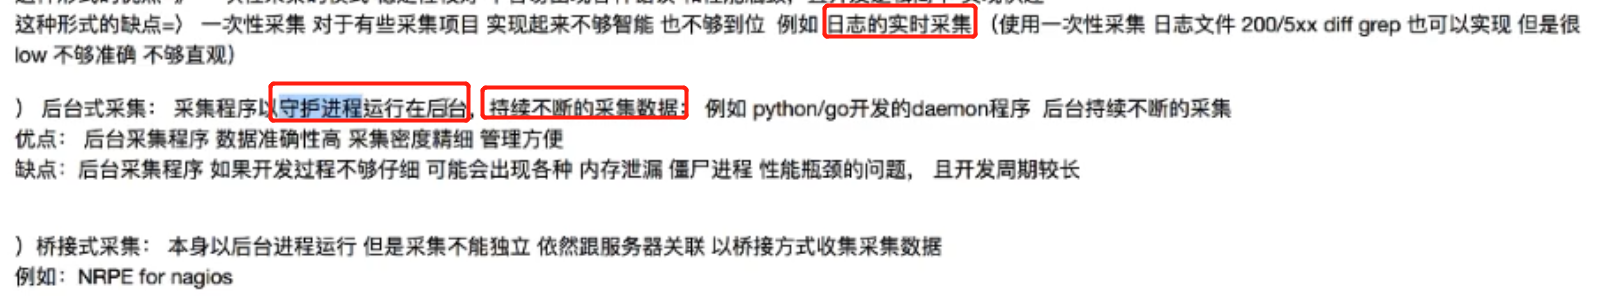 这种形式的缺点=〉 一次性采集 对于有些采集项目 实现起来不够智能 也不够到位 例如 日志的实时采集 (使用一次性采集 日志文件 200/5xx diff grep 也可以实现 但是很
low 不够准确 不够直观)
) 后台式采集： 采集程序以守护进程运行在后台，持续不断的采集数据： 例如 python/go开发的daemon程序 后台持续不断的采集
优点： 后台采集程序 数据准确性高 采集密度精细 管理方便
缺点：后台采集程序 如果开发过程不够仔细 可能会出现各种 内存泄漏 僵尸进程 性能瓶颈的问题， 且开发周期较长
) 桥接式采集： 本身以后台进程运行 但是采集不能独立 依然跟服务器关联 以桥接方式收集采集数据
例如：NRPE for nagios